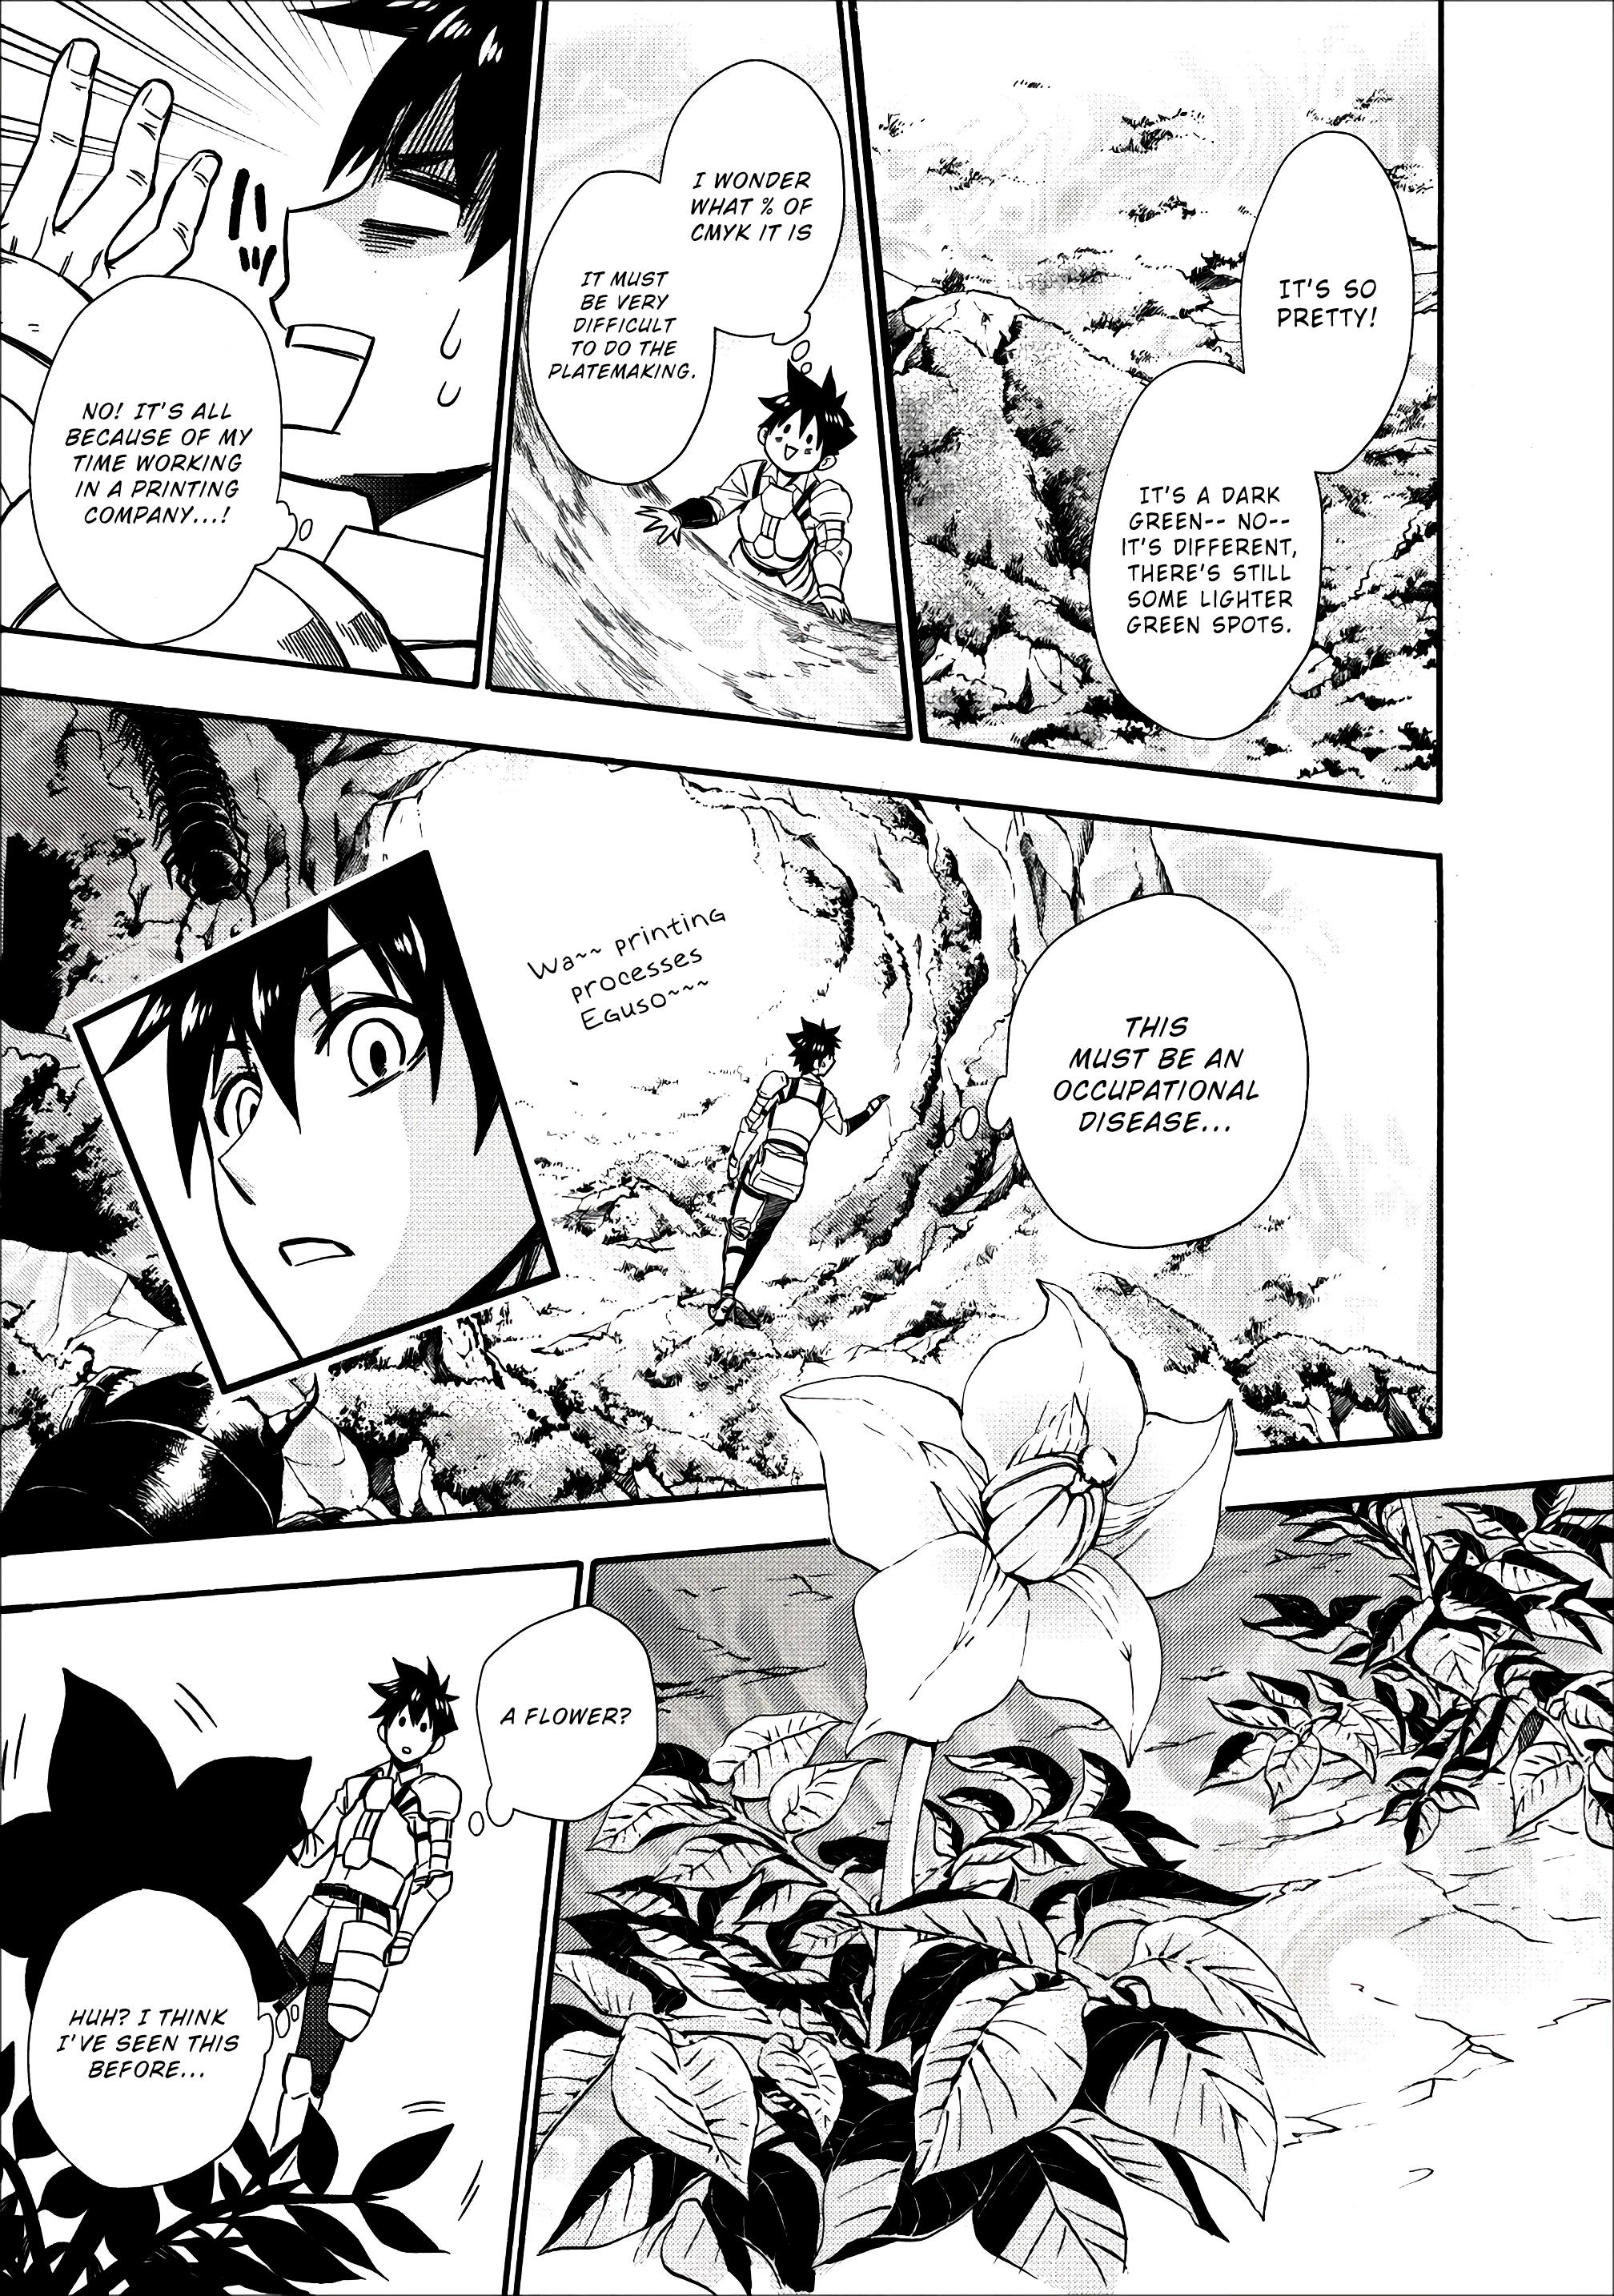 IT'S SO
PRETTY!
IT'S A DARK
GREEN-- NO--
IT'S DIFFERENT,
THERE'S STILL
SOME LIGHTER
GREEN SPOTS.
I WONDER
WHAT % OF
CMYK IT IS
IT MUST
BE VERY
DIFFICULT
TO DO THE
PLATEMAKING.
NO! IT'S ALL
BECAUSE OF MY
TIME WORKING
IN A PRINTING
COMPANY...!
THIS
MUST BE AN
OCCUPATIONAL
DISEASE...
Wa~~ printing
processes
Eguso~~~
A FLOWER?
HUH? I THINK
I'VE SEEN THIS
BEFORE...